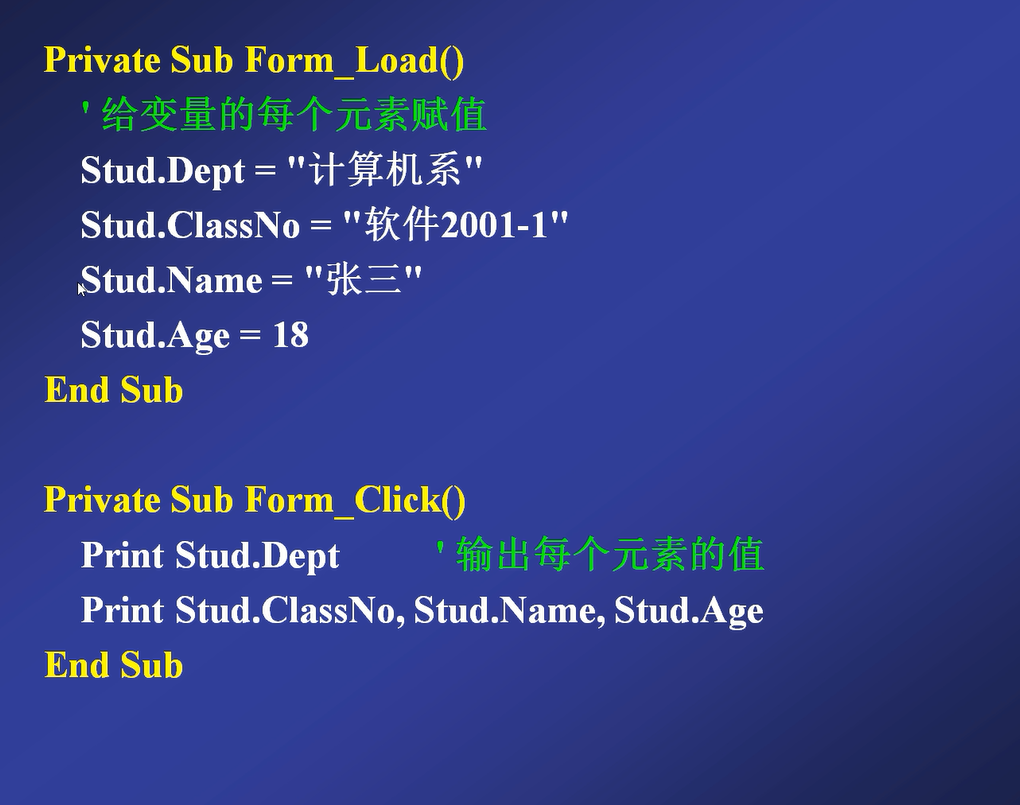 Private Sub Form_Load()
' 给变量的每个元素赋值
Stud.Dept = "计算机系"
Stud.ClassNo = "软件2001-1"
Stud.Name = "张三"
Stud.Age = 18
End Sub
Private Sub Form_Click()
Print Stud.Dept ' 输出每个元素的值
Print Stud.ClassNo, Stud.Name, Stud.Age
End Sub